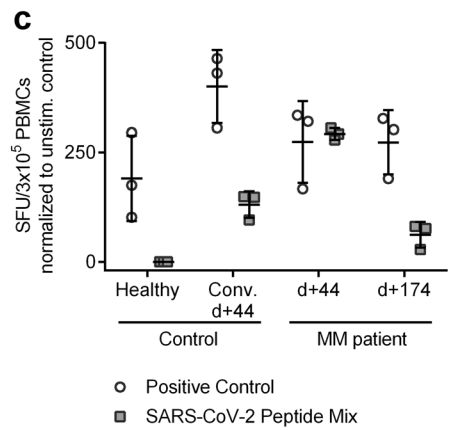 c
SFU/3x10⁵ PBMCs
normalized to unstim. control
500
250
0
Healthy
Conv.
d+44
d+44
d+174
Control
MM patient
Positive Control
SARS-CoV-2 Peptide Mix